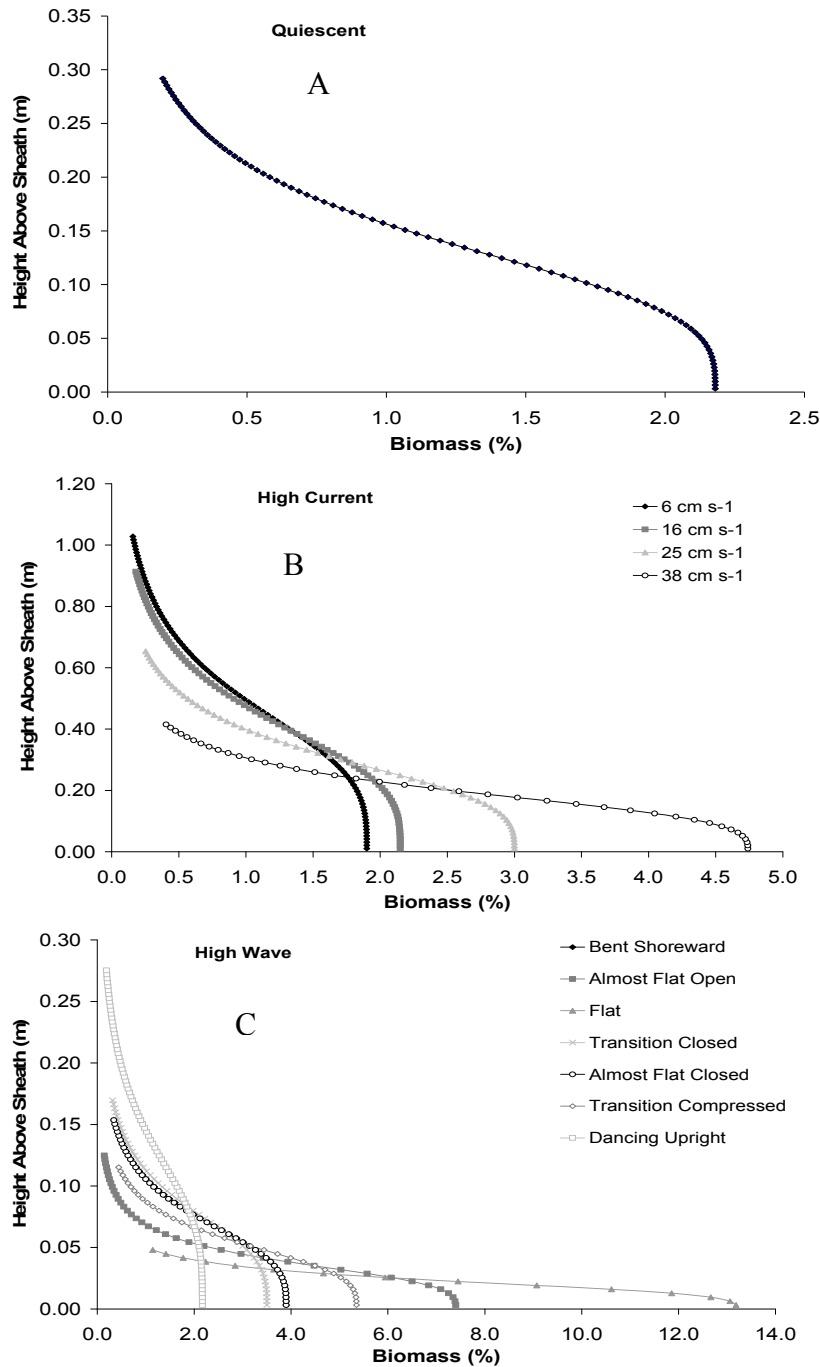 Quiescent
A
0.35
0.30
0.25
0.20
0.15
0.10
0.05
0.00
Height Above Sheath (m)
0.0 0.5 1.0 1.5 2.0 2.5
Biomass (%)
High Current
B
6 cm s-1
16 cm s-1
25 cm s-1
38 cm s-1
1.20
1.00
0.80
0.60
0.40
0.20
0.00
Height Above Sheath (m)
0.0 0.5 1.0 1.5 2.0 2.5 3.0 3.5 4.0 4.5 5.0
Biomass (%)
High Wave
C
Bent Shoreward
Almost Flat Open
Flat
Transition Closed
Almost Flat Closed
Transition Compressed
Dancing Upright
0.30
0.25
0.20
0.15
0.10
0.05
0.00
Height Above Sheath (m)
0.0 2.0 4.0 6.0 8.0 10.0 12.0 14.0
Biomass (%)